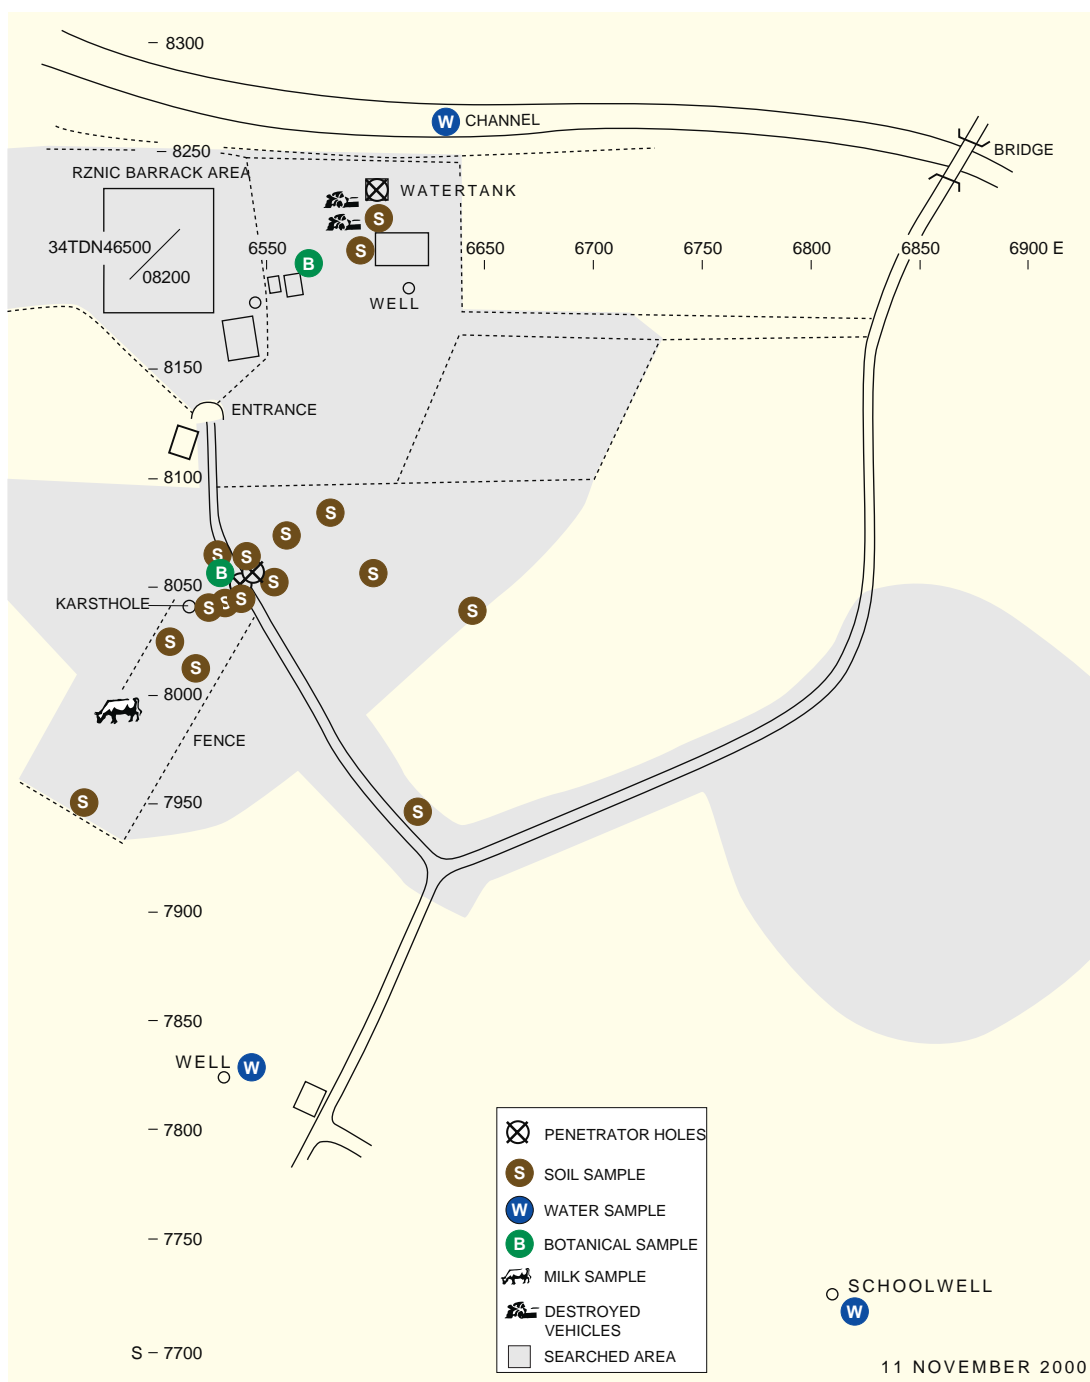 – 8300
W CHANNEL
– 8250
BRIDGE
RZNIC BARRACK AREA
WATERTANK
S
34TDN46500
6550
S
6650
6700
6750
6800
6850
6900 E
B
08200
WELL
– 8150
ENTRANCE
– 8100
S
S
S
S
B
S
S
– 8050
KARSTHOLE
S
S
S
S
S
S
– 8000
FENCE
– 7950
S
S
– 7900
– 7850
WELL
W
– 7800
PENETRATOR HOLES
S SOIL SAMPLE
W WATER SAMPLE
– 7750
B BOTANICAL SAMPLE
MILK SAMPLE
SCHOOLWELL
DESTROYED
W
VEHICLES
S – 7700
SEARCHED AREA
11 NOVEMBER 2000